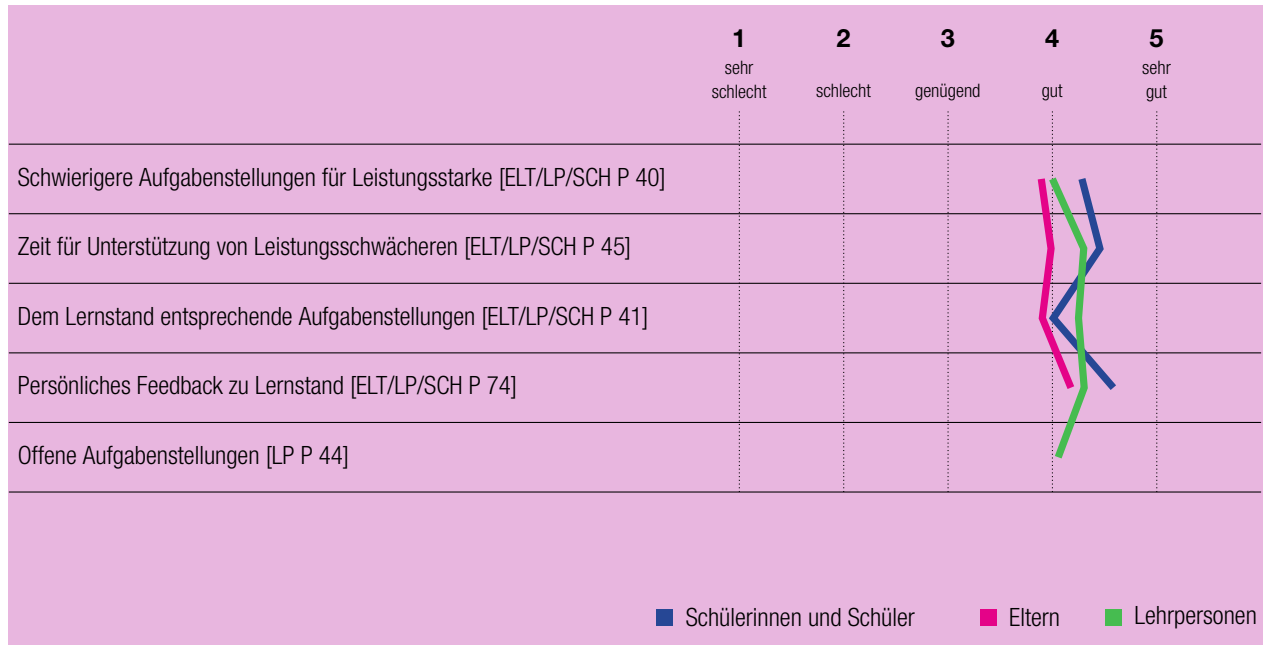 1 2 3 4 5
sehr schlecht schlecht genügend gut sehr gut
Schwierigere Aufgabenstellungen für Leistungsstarke [ELT/LP/SCH P 40]
Zeit für Unterstützung von Leistungsschwächeren [ELT/LP/SCH P 45]
Dem Lernstand entsprechende Aufgabenstellungen [ELT/LP/SCH P 41]
Persönliches Feedback zu Lernstand [ELT/LP/SCH P 74]
Offene Aufgabenstellungen [LP P 44]
Schülerinnen und Schüler Eltern Lehrpersonen